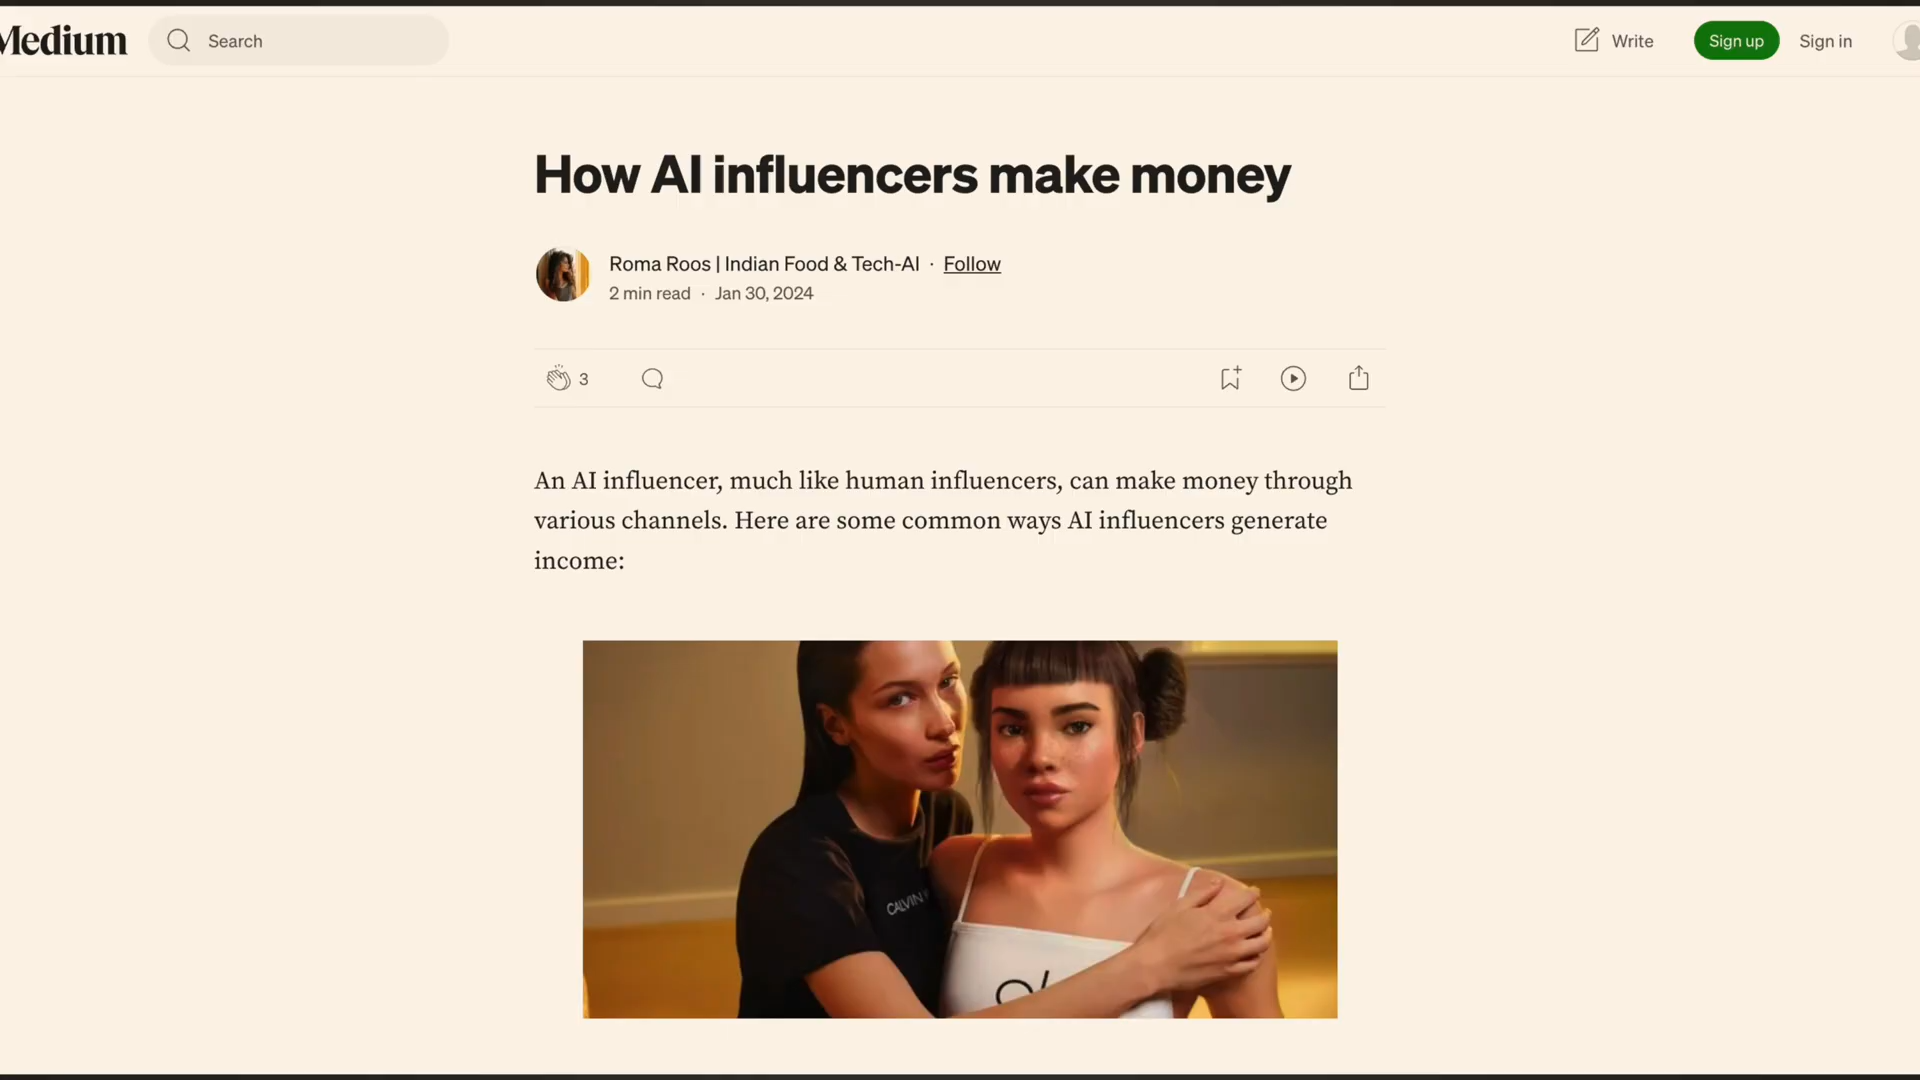 Medium
Search
Write
Sign up
Sign in
How AI influencers make money
Roma Roos | Indian Food & Tech-AI · Follow
2 min read · Jan 30, 2024
3
An AI influencer, much like human influencers, can make money through
various channels. Here are some common ways AI influencers generate
income:
CALVIN